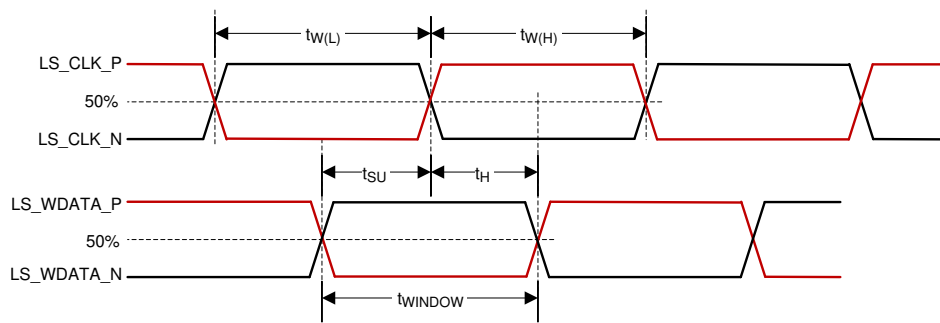 tW(L) tW(H)
LS_CLK_P
50%
LS_CLK_N
tSU tH
LS_WDATA_P
50%
LS_WDATA_N
tWINDOW